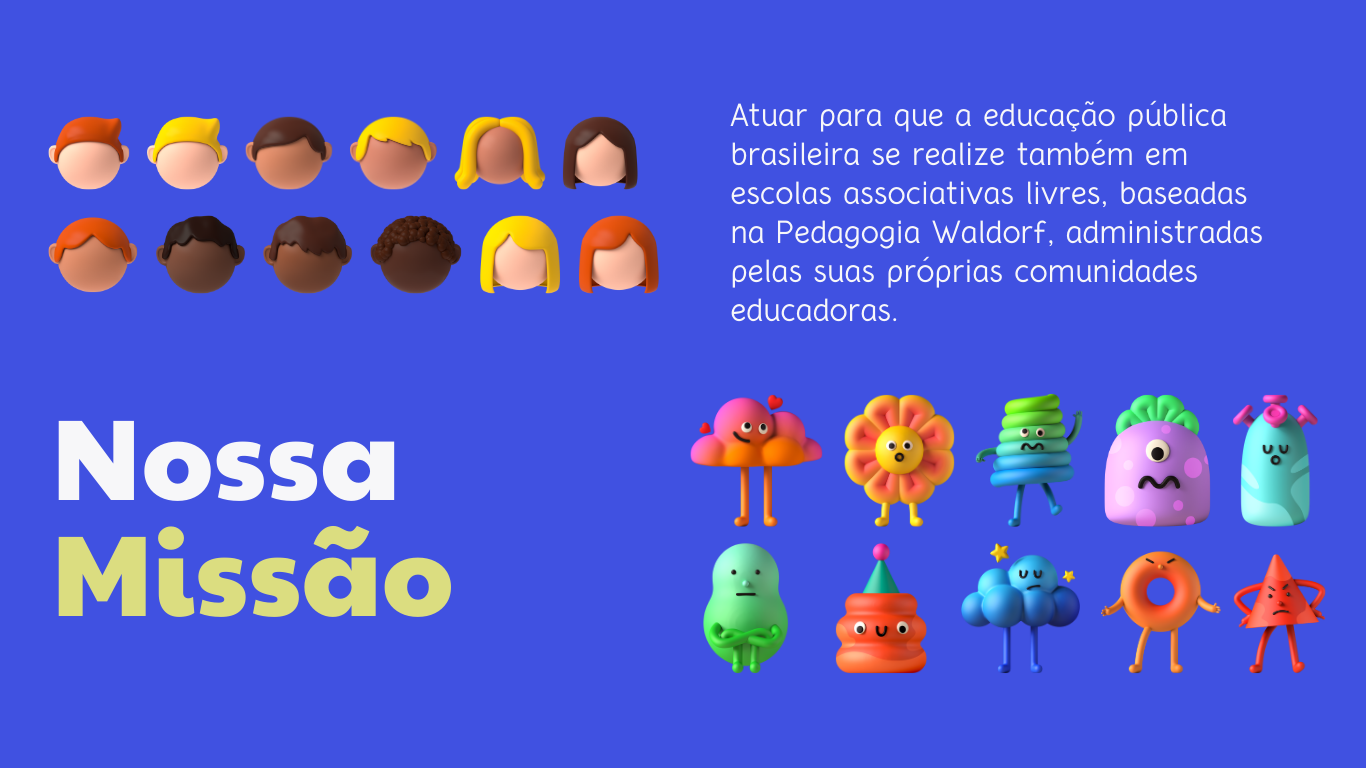 Atuar para que a educação pública
brasileira se realize também em
escolas associativas livres, baseadas
na Pedagogia Waldorf, administradas
pelas suas próprias comunidades
educadoras.
Nossa
Missão